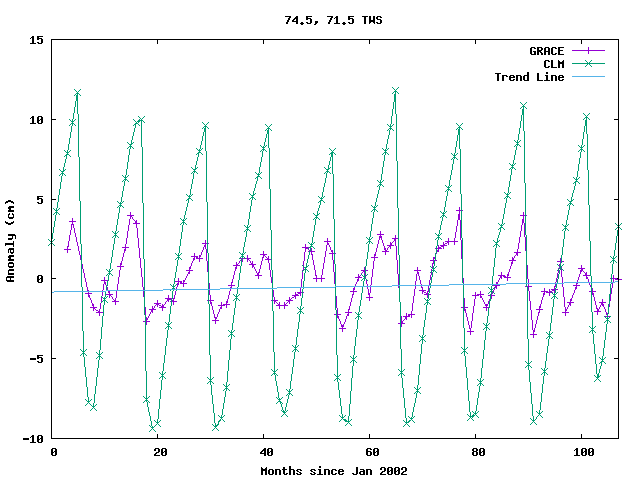 74.5, 71.5 TWS
GRACE
CLM
Trend Line
Anomaly (cm)
15
10
5
0
-5
-10
0 20 40 60 80 100
Months since Jan 2002